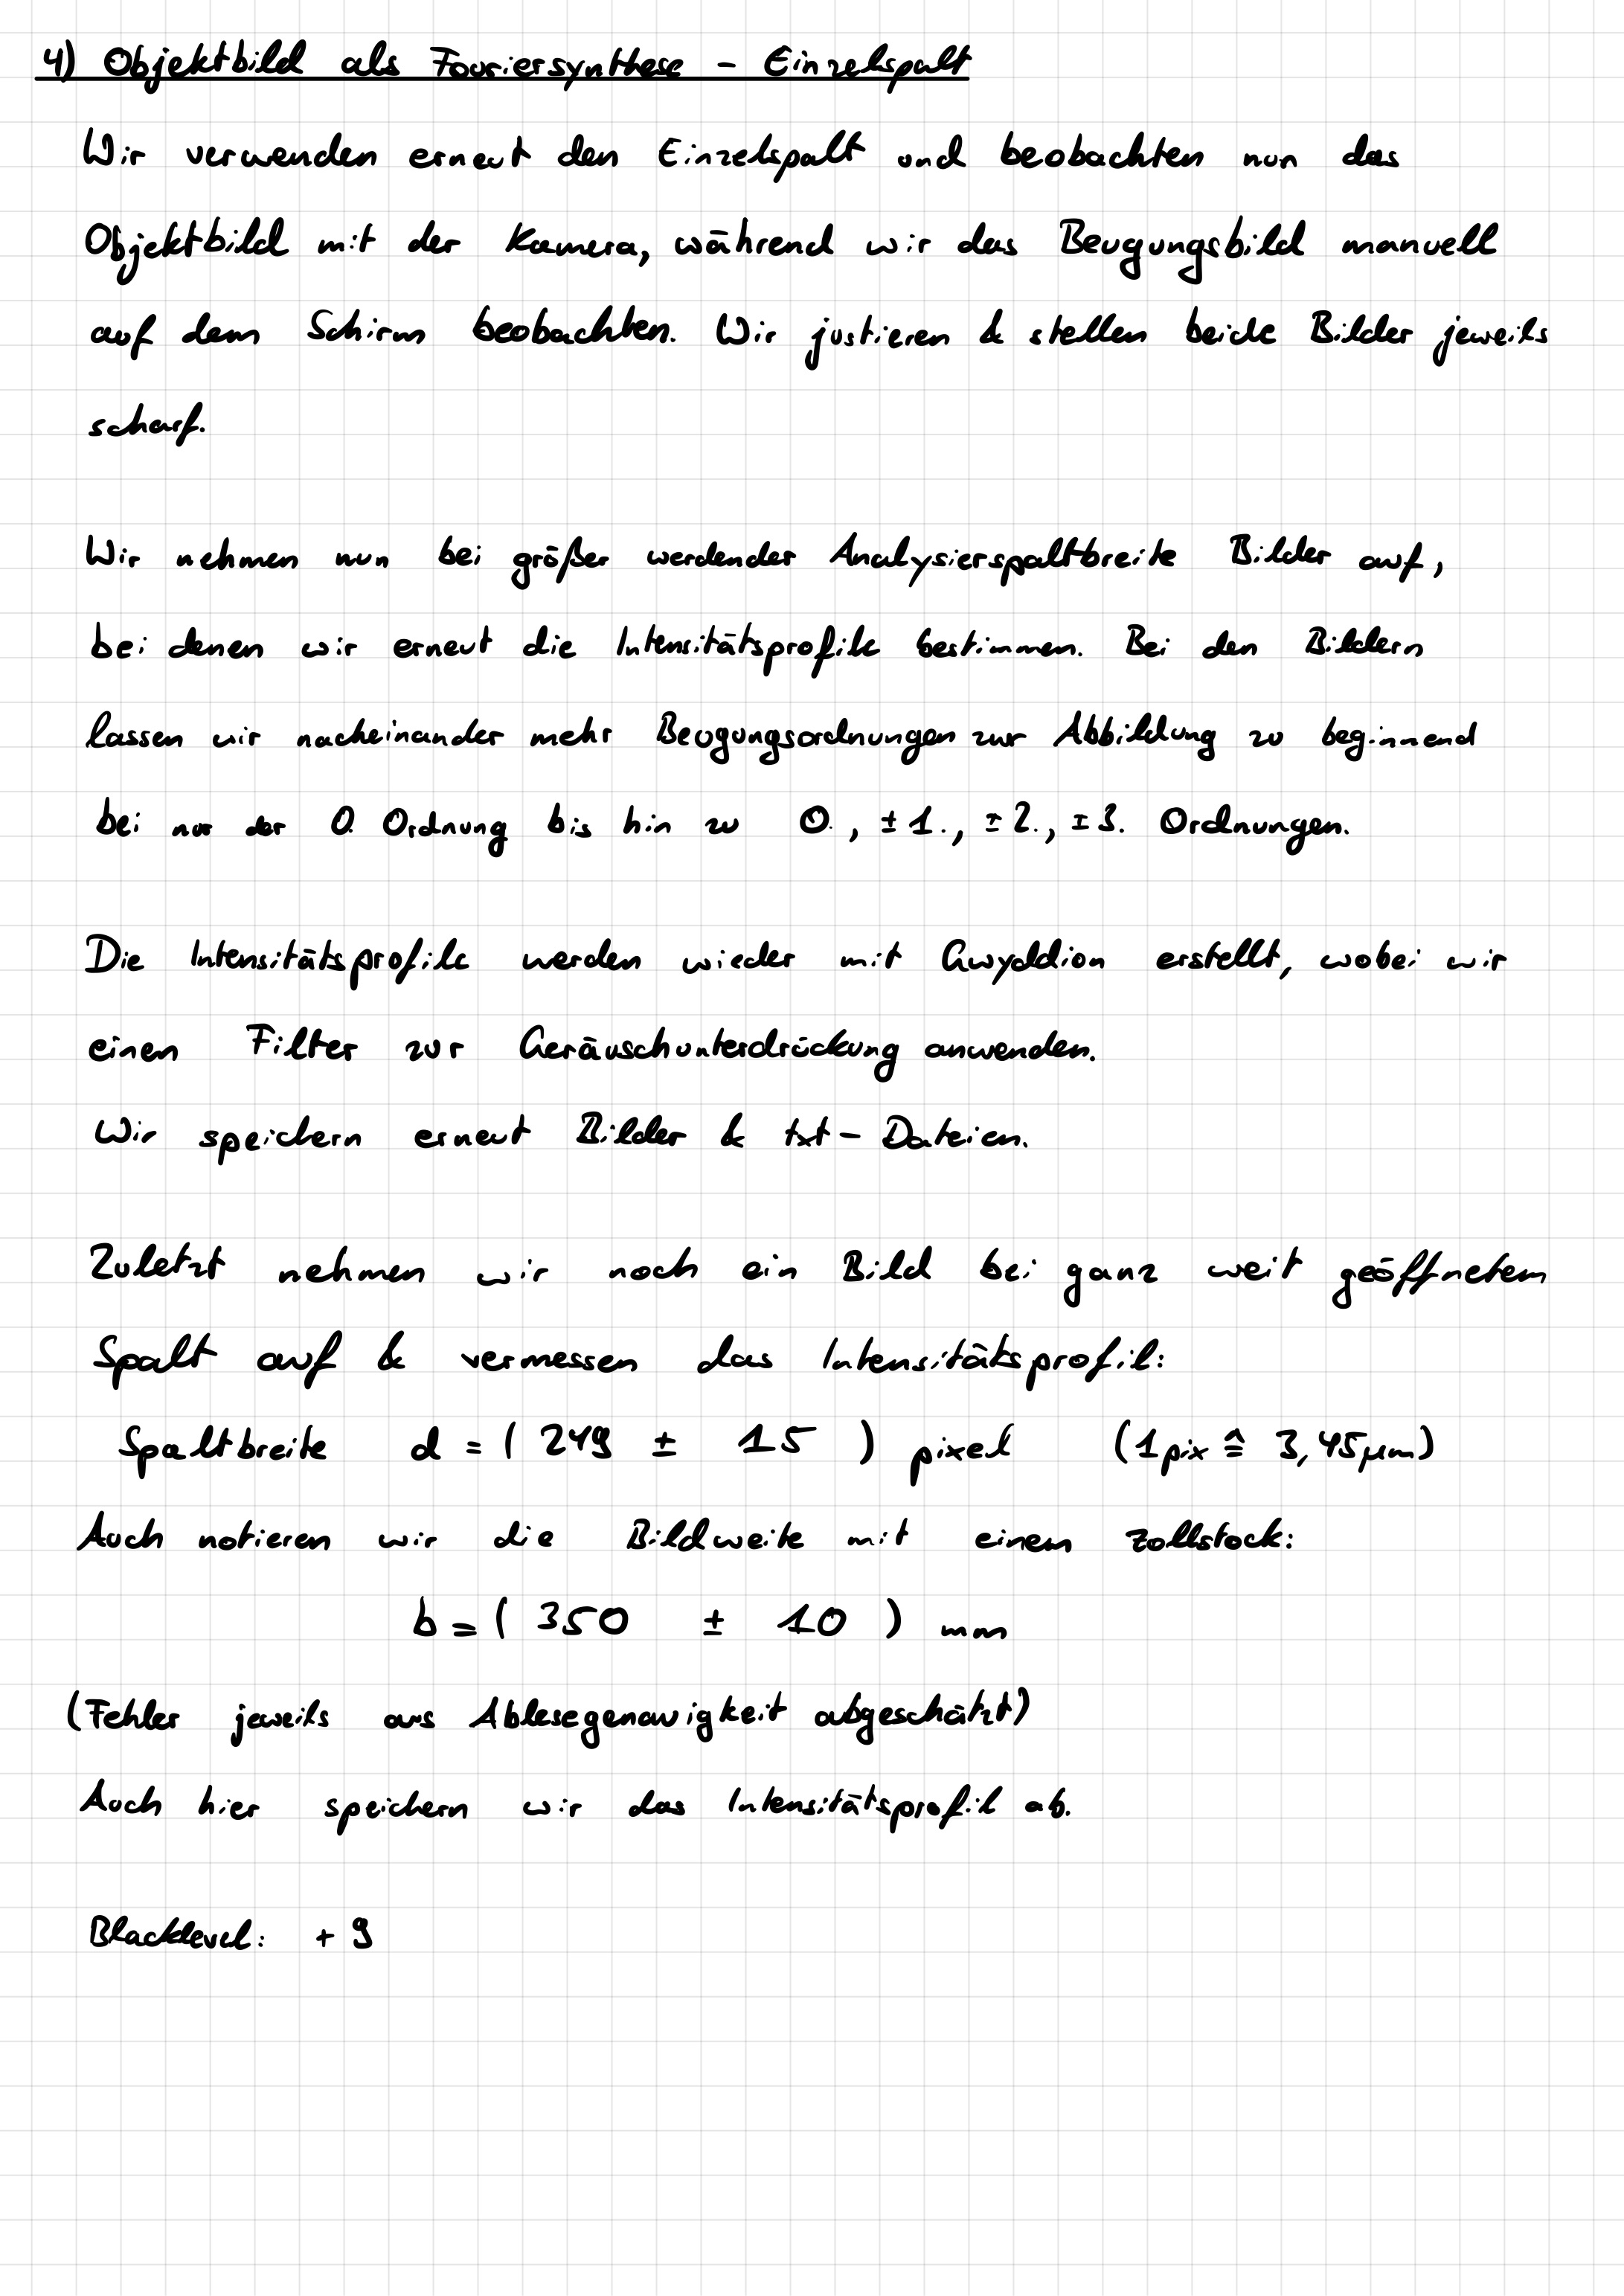 4) Objektbild als Fouriersynthese - Einzelspalt
Wir verwenden erneut den Einzelspalt und beobachten nun das
Objektbild mit der Kamera, während wir das Beugungsbild manuell
auf dem Schirm beobachten. Wir justieren & stellen beide Bilder jeweils
scharf.
Wir nehmen nun bei größer werdender Analysierspaltbreite Bilder auf,
bei denen wir erneut die Intensitätsprofile bestimmen. Bei den Bildern
lassen wir nacheinander mehr Beugungsordnungen zur Abbildung zu beginnend
bei nur der 0. Ordnung bis hin zu 0., ±1., ±2., ±3. Ordnungen.
Die Intensitätsprofile werden wieder mit Gwyddion erstellt, wobei wir
einen Filter zur Geräuschunterdrückung anwenden.
Wir speichern erneut Bilder & txt-Dateien.
Zuletzt nehmen wir noch ein Bild bei ganz weit geöffnetem
Spalt auf & vermessen das Intensitätsprofil:
Spaltbreite d = ( 249 ± 15 ) pixel (1pix ≙ 3,45μm)
Auch notieren wir die Bildweite mit einem Zollstock:
b = ( 350 ± 10 ) mm
(Fehler jeweils aus Ablesegenauigkeit abgeschätzt)
Auch hier speichern wir das Intensitätsprofil ab.
Blacklevel: + 9